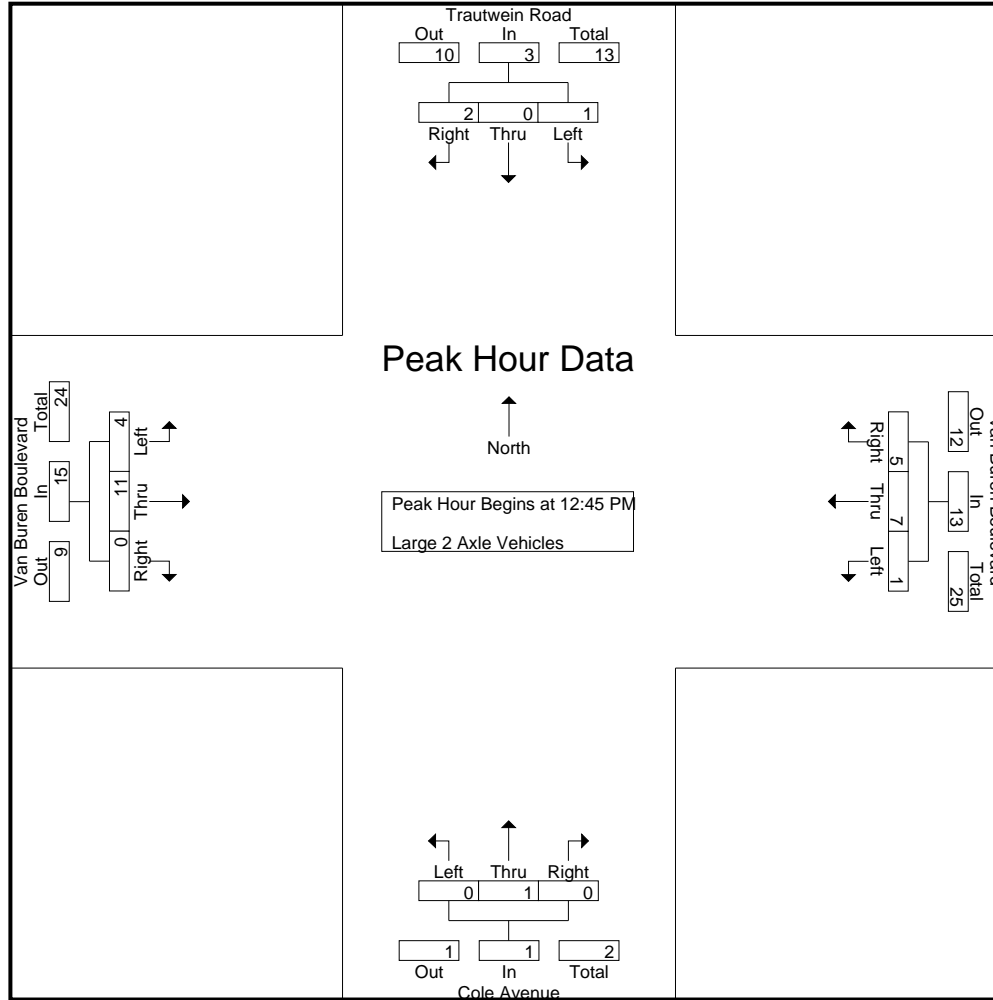 Trautwein Road
Out In Total
10 3 13
2 0 1
Right Thru Left
Peak Hour Data
North
Peak Hour Begins at 12:45 PM
Large 2 Axle Vehicles
Van Buren Boulevard
Total In Out
24 15 9
4 11 0
Left Thru Right
Out In Total
12 13 25
5 7 1
Right Thru Left
Left Thru Right
0 1 0
1 1 2
Out In Total
Cole Avenue